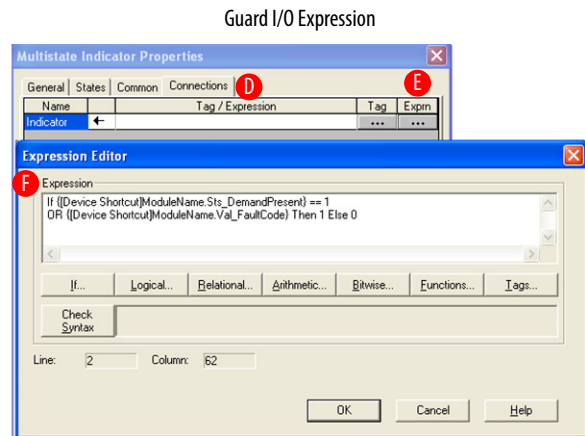 Guard I/O Expression
Multistate Indicator Properties
General States Common Connections D
E
Name Tag / Expression Tag Exprn
Indicator ... ...
Expression Editor
F Expression
If {[Device Shortcut]ModuleName.Sts_DemandPresent} == 1
OR {[Device Shortcut]ModuleName.Val_FaultCode} Then 1 Else 0
If... Logical... Relational... Arithmetic... Bitwise... Functions... Tags...
Check
Syntax
Line: 2 Column: 62
OK Cancel Help